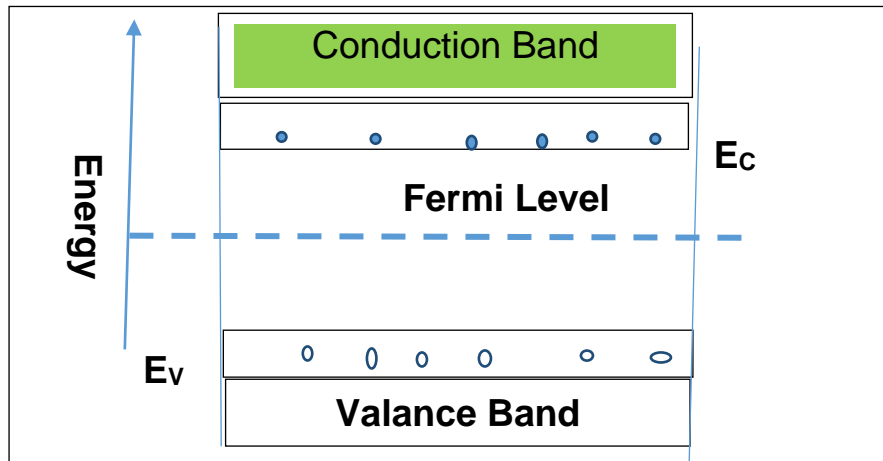 Conduction Band
Energy
EC
Fermi Level
EV
Valance Band